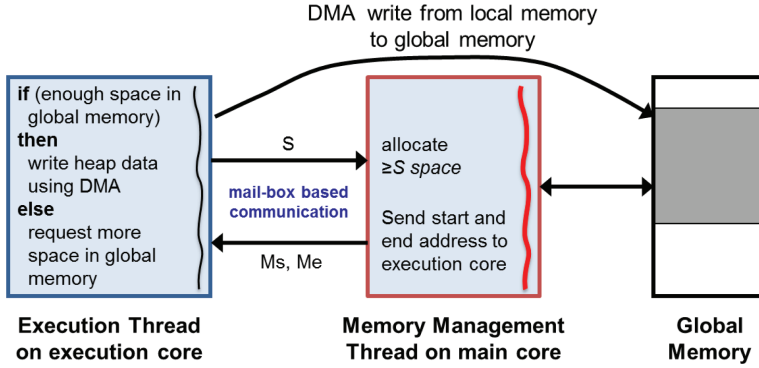 DMA write from local memory
to global memory
if (enough space in
global memory)
then
write heap data
using DMA
else
request more
space in global
memory
S
mail-box based
communication
Ms, Me
allocate
≥S space
Send start and
end address to
execution core
Execution Thread
on execution core
Memory Management
Thread on main core
Global
Memory